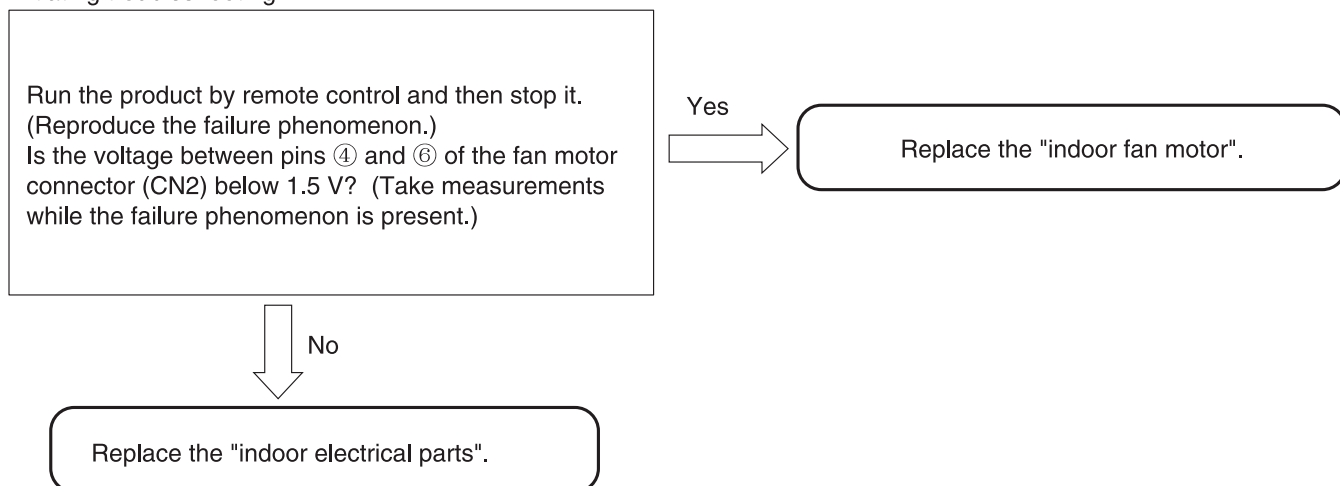 Run the product by remote control and then stop it.
(Reproduce the failure phenomenon.)
Is the voltage between pins ④ and ⑥ of the fan motor
connector (CN2) below 1.5 V? (Take measurements
while the failure phenomenon is present.)
Yes
Replace the "indoor fan motor".
No
Replace the "indoor electrical parts".